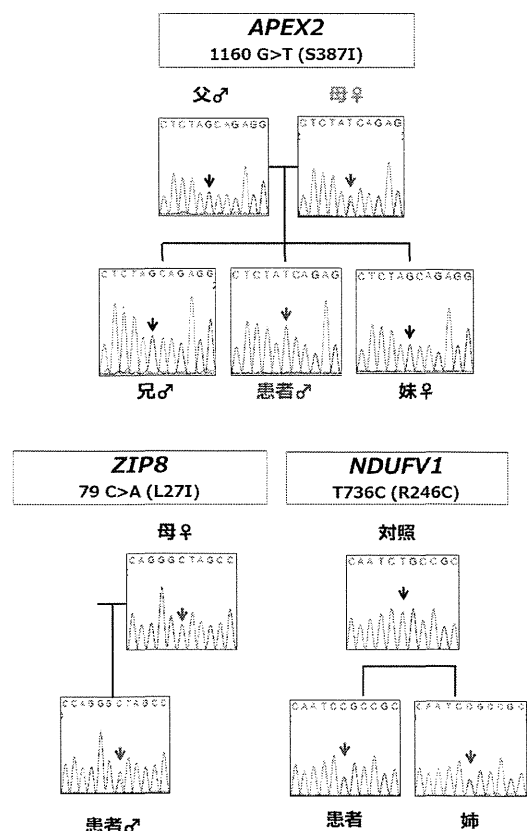 APEX2
1160 G>T (S387I)
父♂ 母♀
CTCTAGCAGAGG CTCTATCAGAG
CTCTAGCAGAGG CTCTATCAGAG CTCTAGCAGAGG
兄♂ 患者♂ 妹♀
ZIP8 NDUFV1
79 C>A (L27I) T736C (R246C)
母♀ 対照
CAGGGCTAGCC CAATCTGCCGC
CCAGGGCTAGCC CAATCCGCCGC CAATCCGCCGC
患者♂ 患者 姉